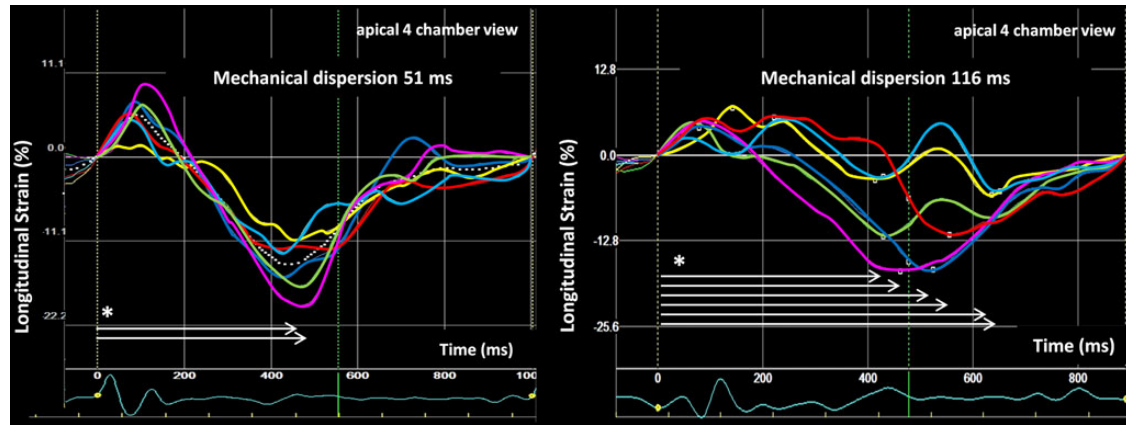 apical 4 chamber view
Mechanical dispersion 51 ms
11.1
0.0
-11.1
-22.2
Longitudinal Strain (%)
*
Time (ms)
0 200 400 600 800 100
apical 4 chamber view
Mechanical dispersion 116 ms
12.8
0.0
-12.8
-25.6
Longitudinal Strain (%)
*
Time (ms)
0 200 400 600 800